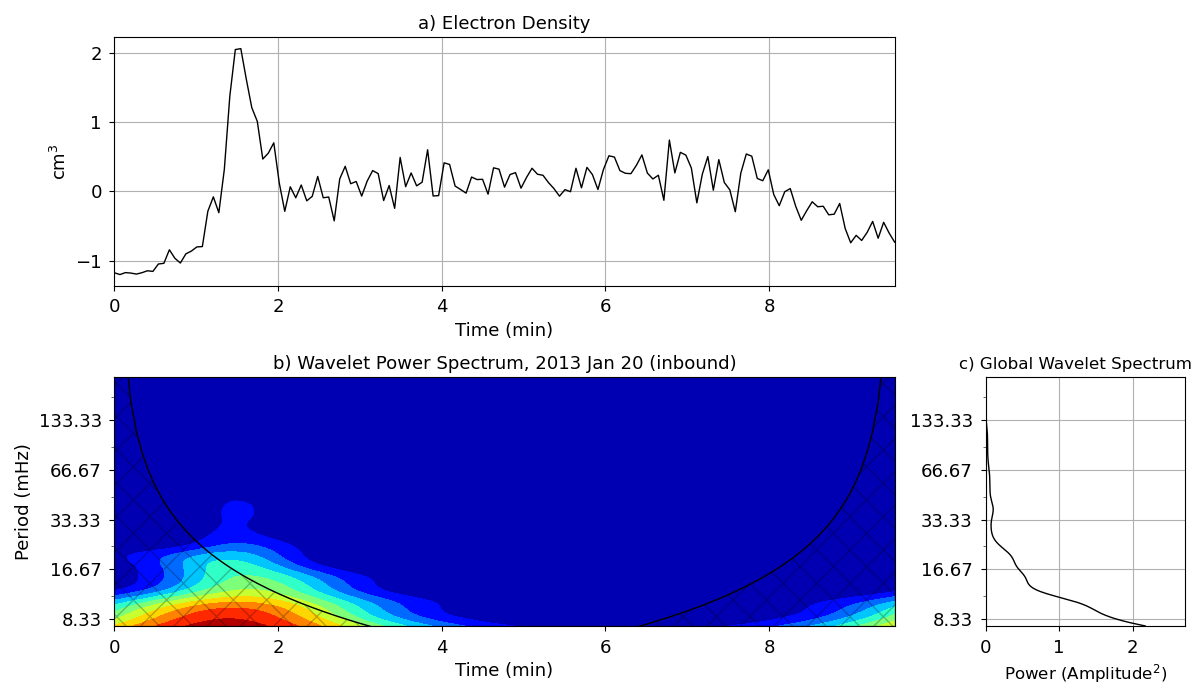 a) Electron Density
cm³
2
1
0
−1
0 2 4 6 8
Time (min)
b) Wavelet Power Spectrum, 2013 Jan 20 (inbound)
Period (mHz)
133.33
66.67
33.33
16.67
8.33
0 2 4 6 8
Time (min)
c) Global Wavelet Spectrum
133.33
66.67
33.33
16.67
8.33
0 1 2
Power (Amplitude²)